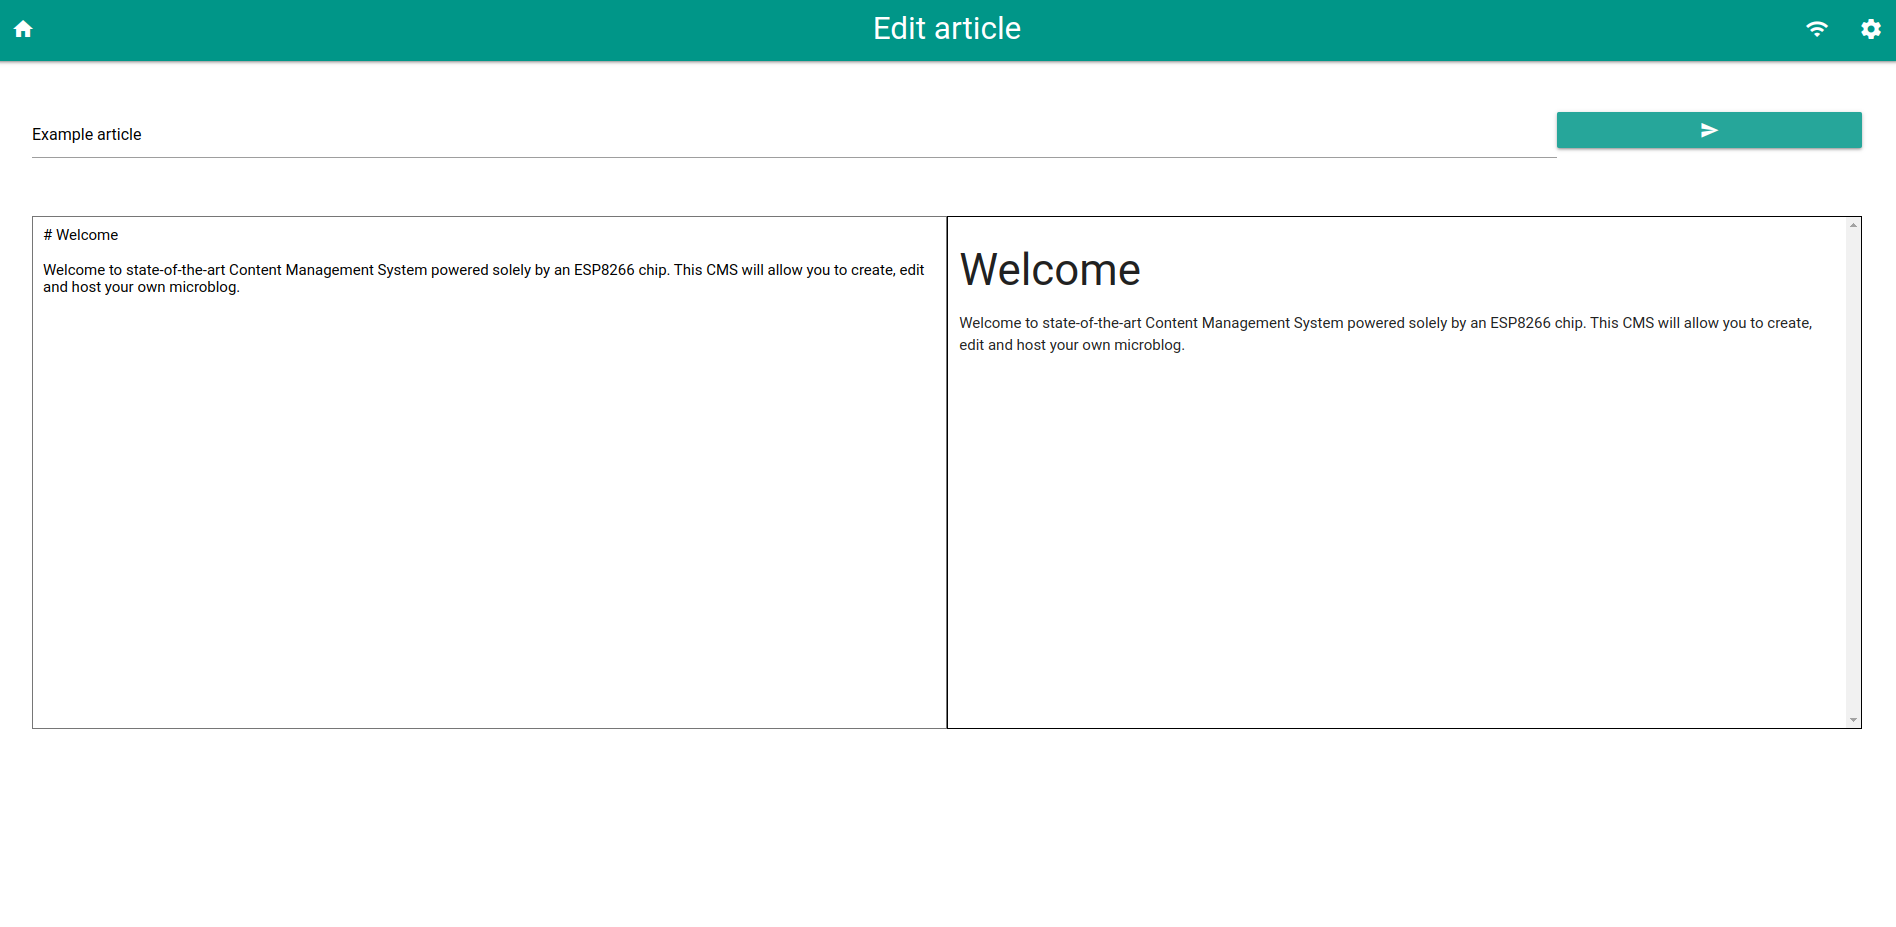 Edit article
Example article
# Welcome
Welcome to state-of-the-art Content Management System powered solely by an ESP8266 chip. This CMS will allow you to create, edit
and host your own microblog.
Welcome
Welcome to state-of-the-art Content Management System powered solely by an ESP8266 chip. This CMS will allow you to create,
edit and host your own microblog.